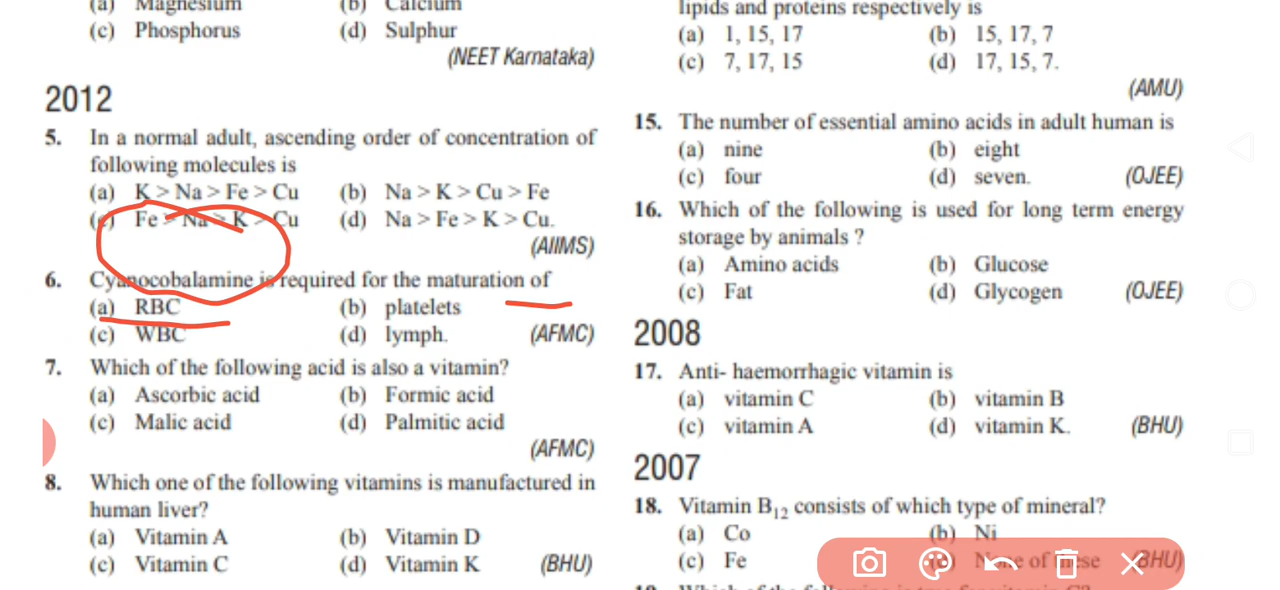 (a) Magnesium (b) Calcium
(c) Phosphorus (d) Sulphur
(NEET Karnataka)
2012
5. In a normal adult, ascending order of concentration of
following molecules is
(a) K > Na > Fe > Cu (b) Na > K > Cu > Fe
(c) Fe > Na > K > Cu (d) Na > Fe > K > Cu.
(AIIMS)
6. Cyanocobalamine is required for the maturation of
(a) RBC (b) platelets
(c) WBC (d) lymph. (AFMC)
7. Which of the following acid is also a vitamin?
(a) Ascorbic acid (b) Formic acid
(c) Malic acid (d) Palmitic acid
(AFMC)
8. Which one of the following vitamins is manufactured in
human liver?
(a) Vitamin A (b) Vitamin D
(c) Vitamin C (d) Vitamin K (BHU)
lipids and proteins respectively is
(a) 1, 15, 17 (b) 15, 17, 7
(c) 7, 17, 15 (d) 17, 15, 7.
(AMU)
15. The number of essential amino acids in adult human is
(a) nine (b) eight
(c) four (d) seven. (OJEE)
16. Which of the following is used for long term energy
storage by animals ?
(a) Amino acids (b) Glucose
(c) Fat (d) Glycogen (OJEE)
2008
17. Anti- haemorrhagic vitamin is
(a) vitamin C (b) vitamin B
(c) vitamin A (d) vitamin K. (BHU)
2007
18. Vitamin B12 consists of which type of mineral?
(a) Co (b) Ni
(c) Fe (d) None of these (BHU)